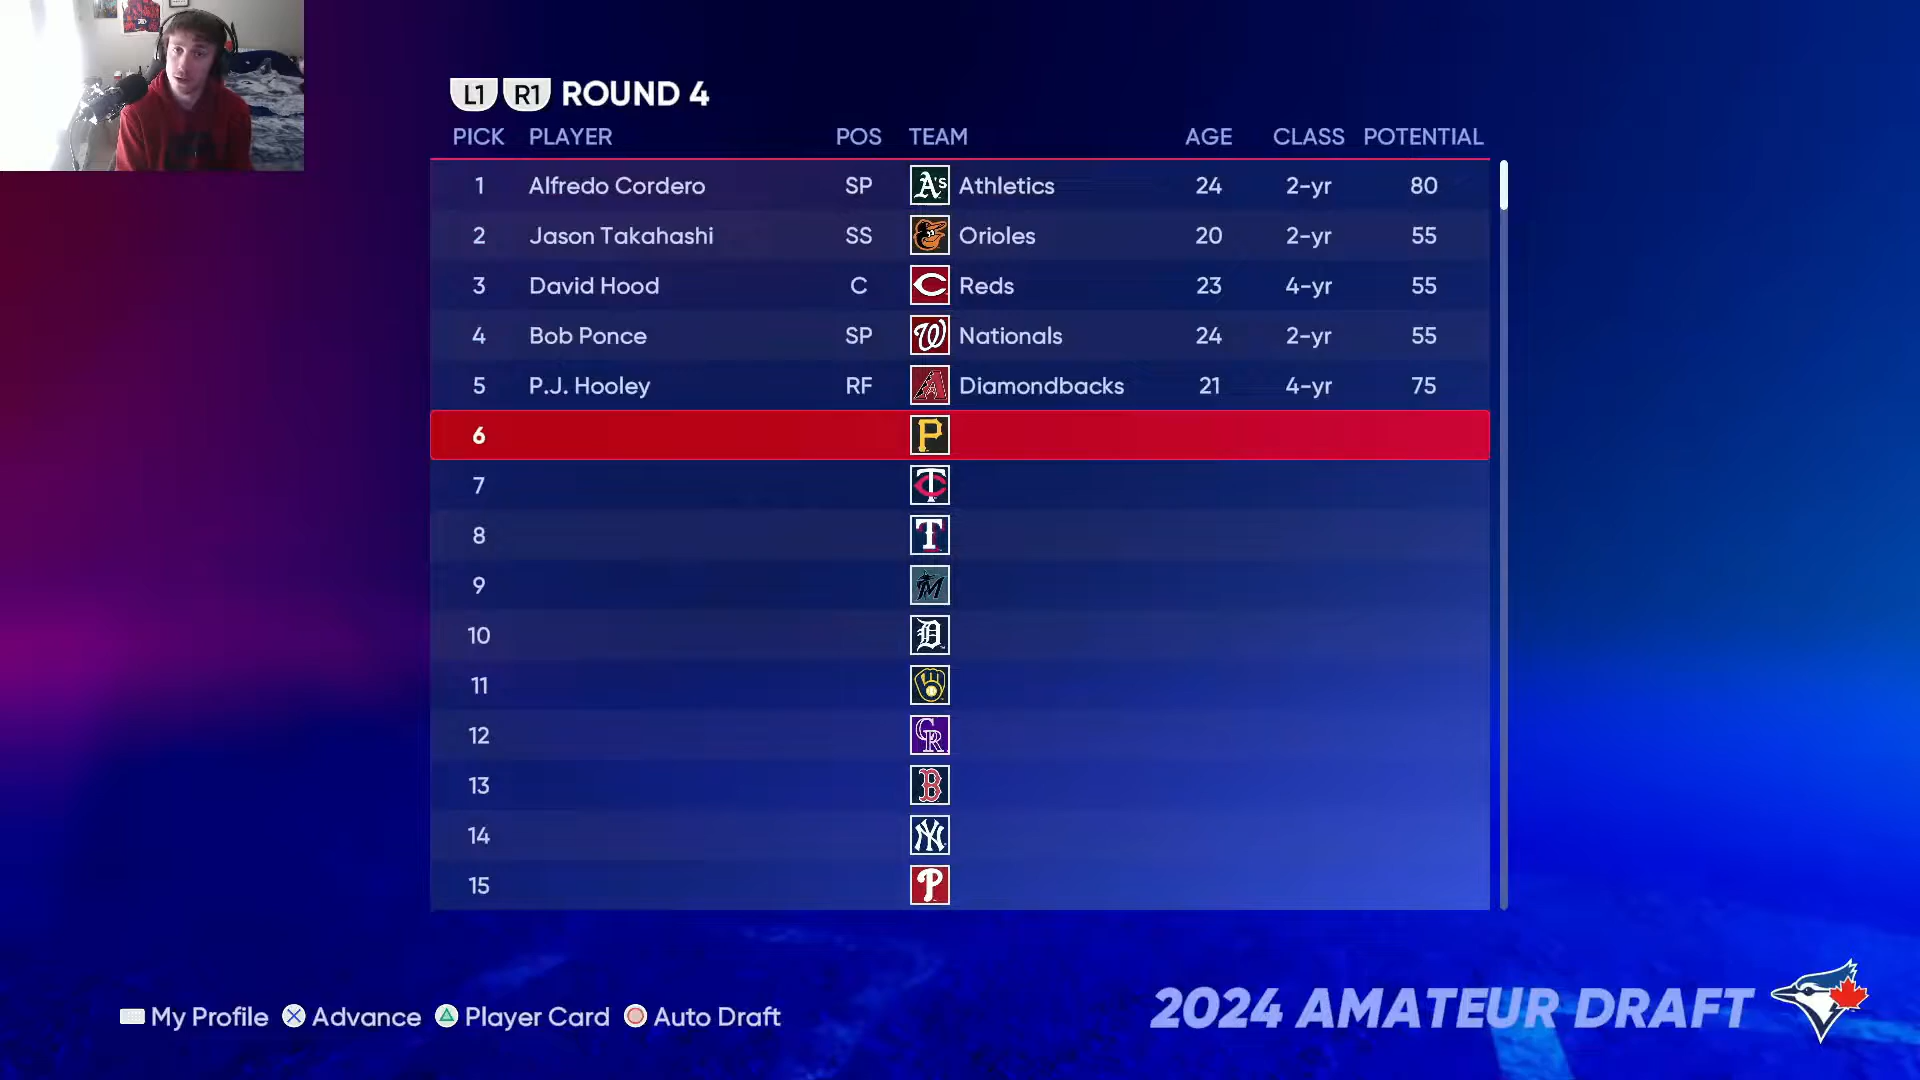 L1 R1 ROUND 4
PICK PLAYER POS TEAM AGE CLASS POTENTIAL
1 Alfredo Cordero SP A's Athletics 24 2-yr 80
2 Jason Takahashi SS Orioles 20 2-yr 55
3 David Hood C C Reds 23 4-yr 55
4 Bob Ponce SP W Nationals 24 2-yr 55
5 P.J. Hooley RF A Diamondbacks 21 4-yr 75
6 P
7 TC
8 T
9 M
10 D
11
12 CR
13 B
14 NY
15 P
My Profile Advance Player Card Auto Draft
2024 AMATEUR DRAFT